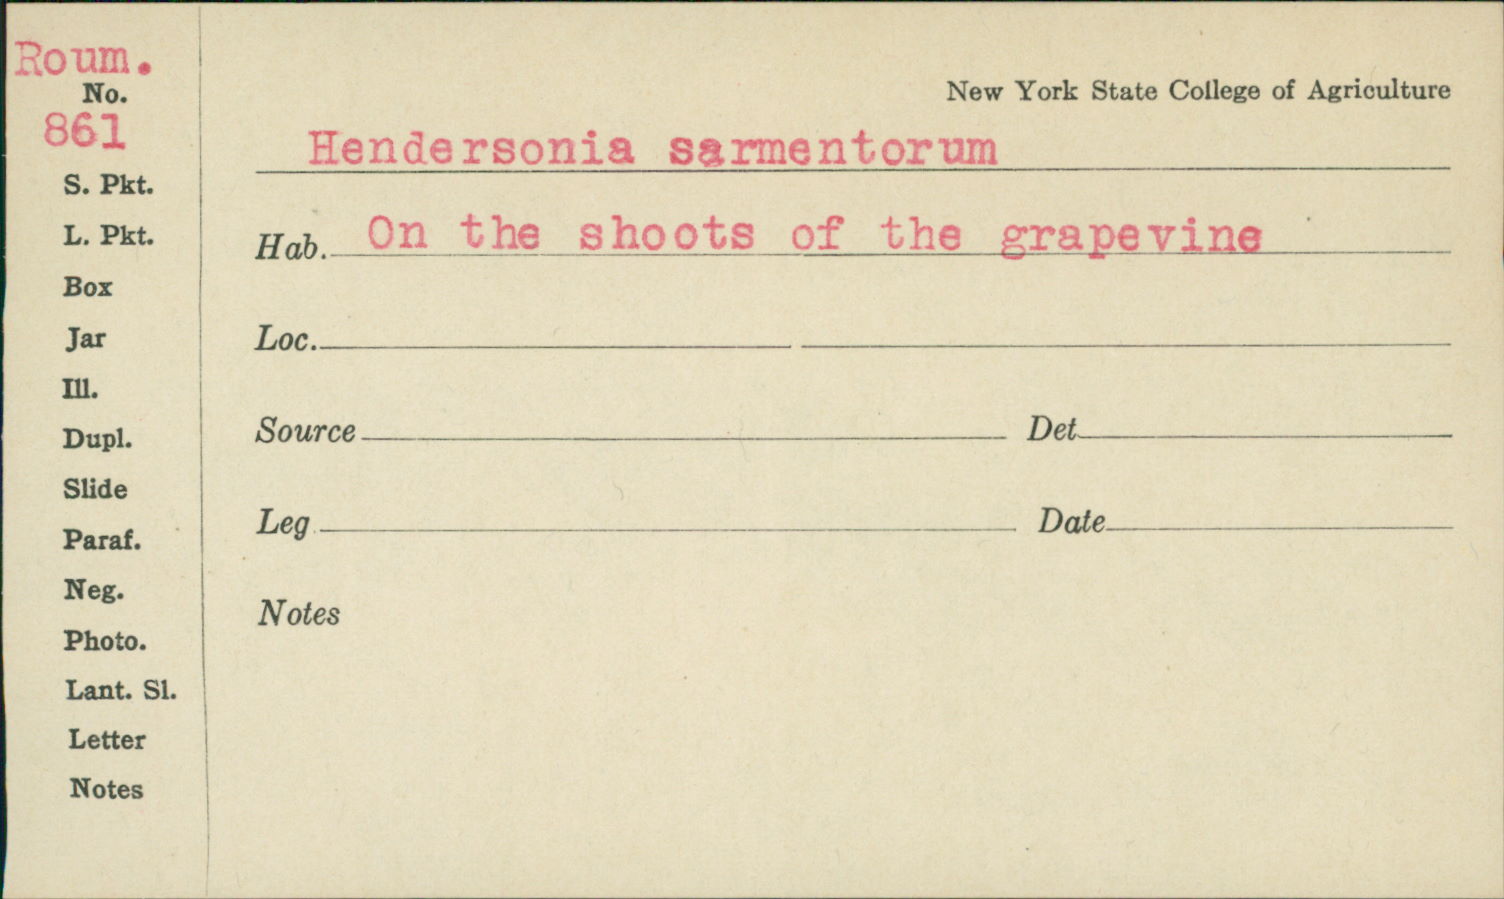 Roum.
No.
861
S. Pkt.
L. Pkt.
Box
Jar
Ill.
Dupl.
Slide
Paraf.
Neg.
Photo.
Lant. Sl.
Letter
Notes
New York State College of Agriculture
Hendersonia sarmentorum
Hab. On the shoots of the grapevine
Loc.
Source Det
Leg Date
Notes